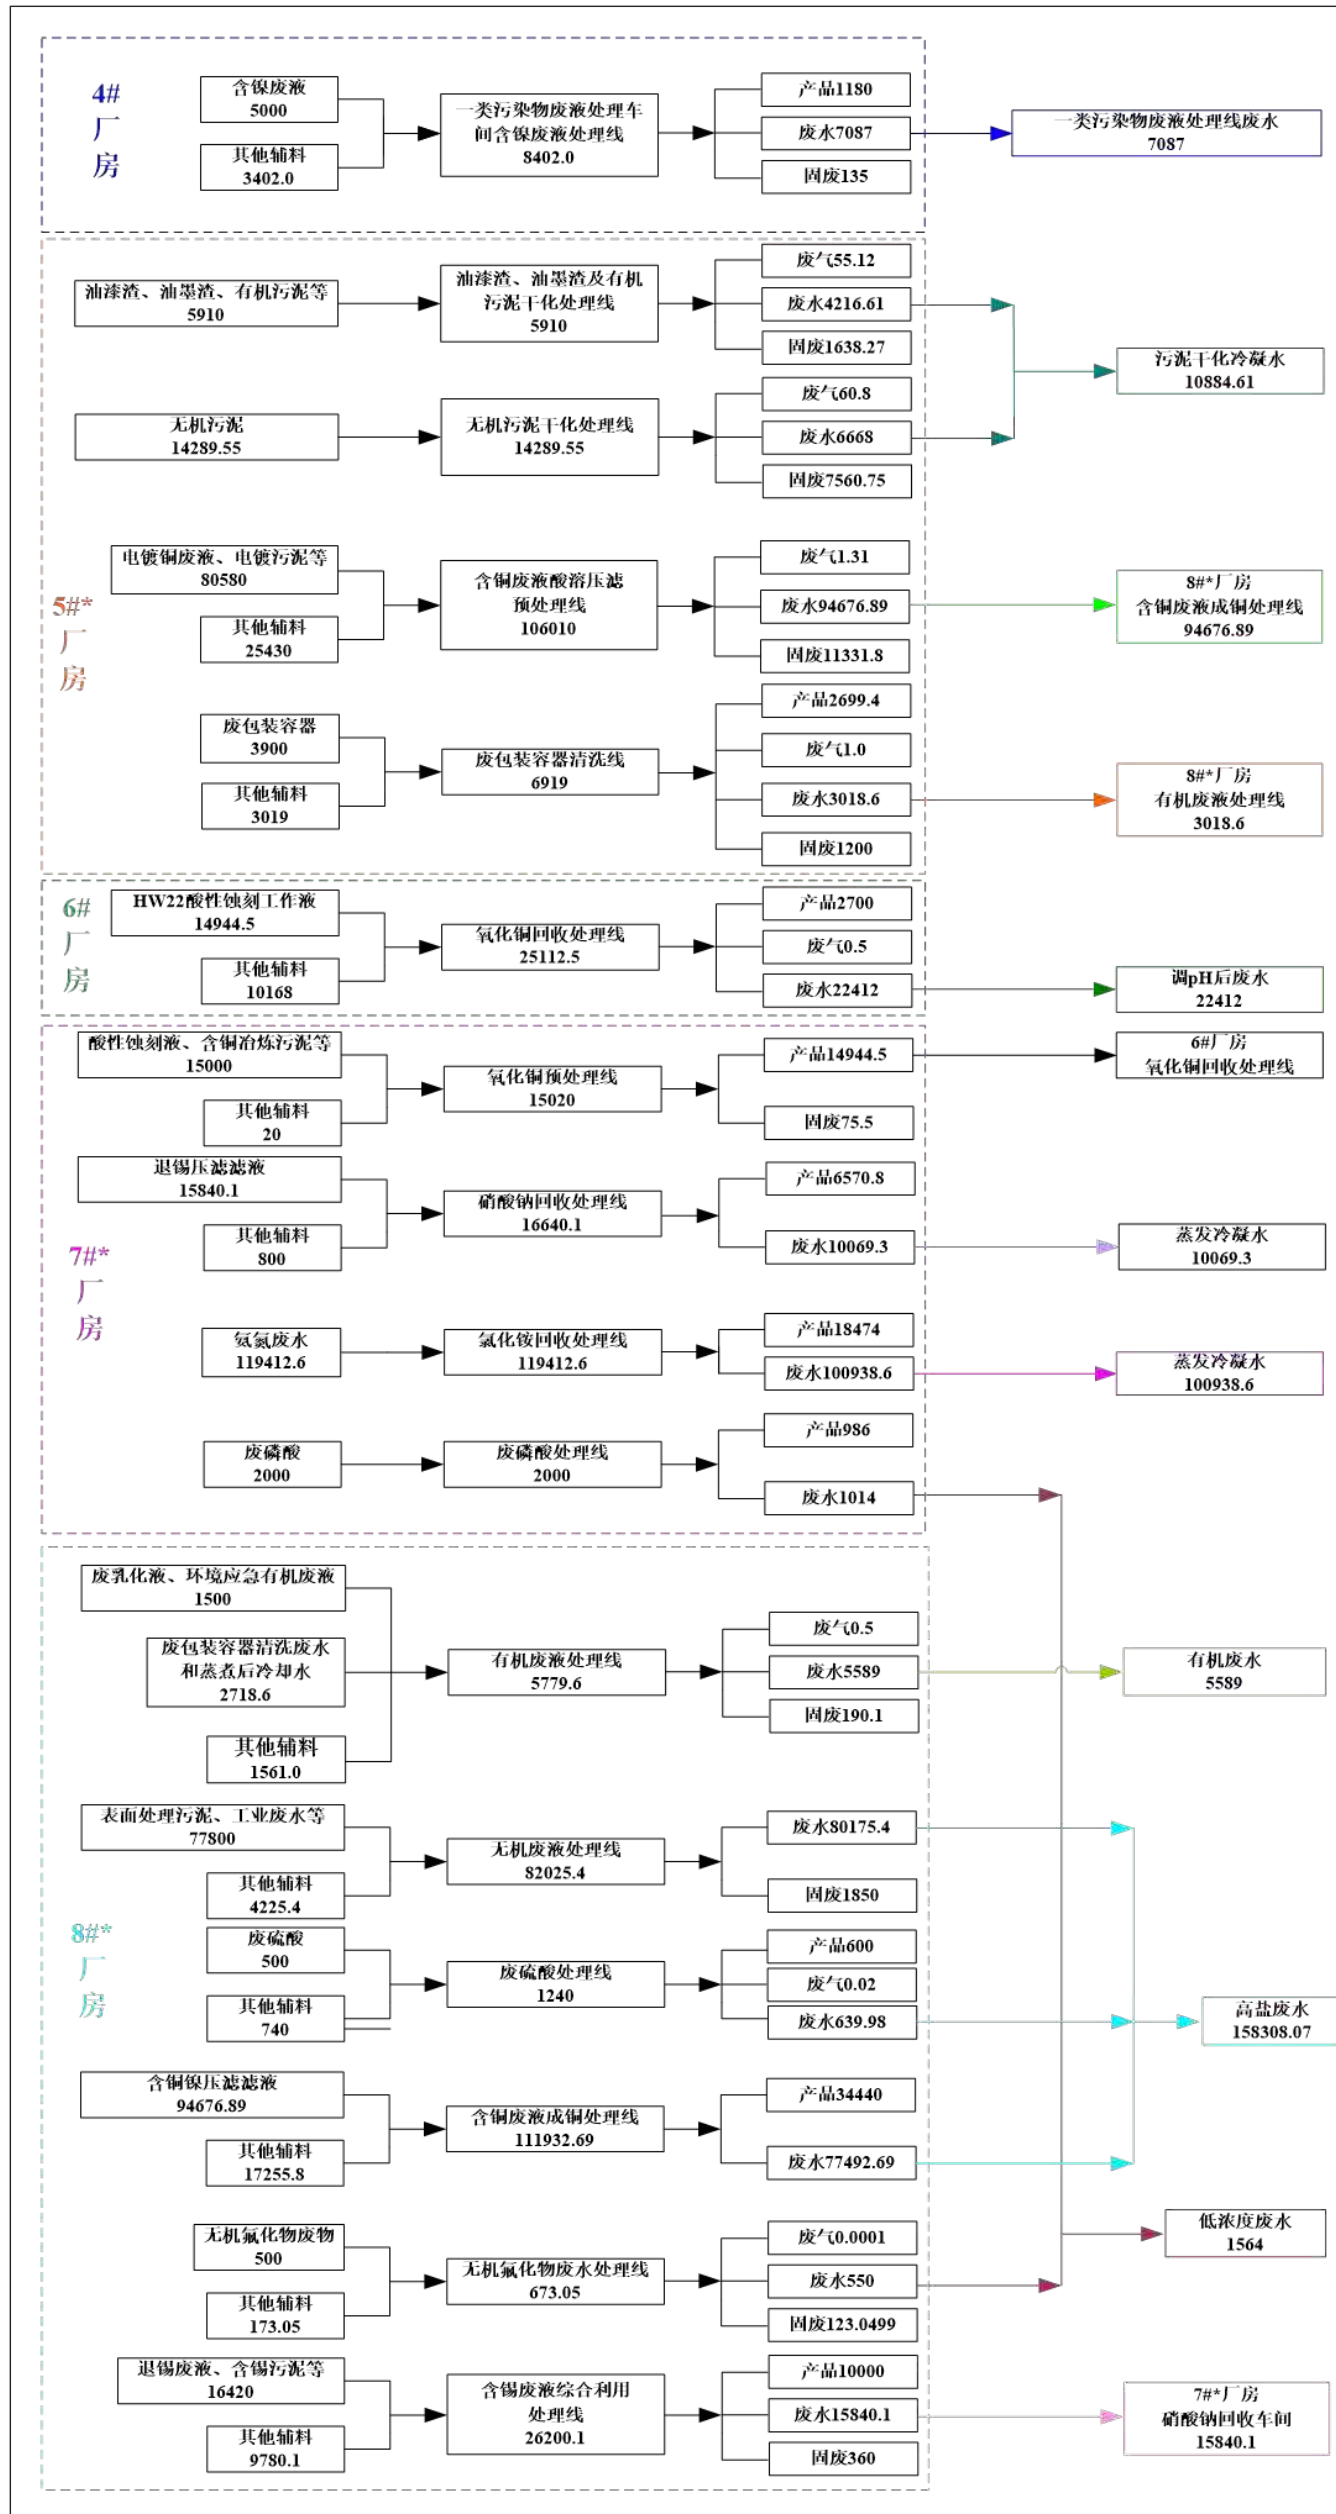 4#
厂
房
含镍废液
5000
其他辅料
3402.0
一类污染物废液处理车
间含镍废液处理线
8402.0
产品1180
废水7087
固废135
一类污染物废液处理线废水
7087
5#*
厂
房
油漆渣、油墨渣、有机污泥等
5910
油漆渣、油墨渣及有机
污泥干化处理线
5910
废气55.12
废水4216.61
固废1638.27
无机污泥
14289.55
无机污泥干化处理线
14289.55
废气60.8
废水6668
固废7560.75
污泥干化冷凝水
10884.61
电镀铜废液、电镀污泥等
80580
其他辅料
25430
含铜废液酸溶压滤
预处理线
106010
废气1.31
废水94676.89
固废11331.8
8#*厂房
含铜废液成铜处理线
94676.89
废包装容器
3900
其他辅料
3019
废包装容器清洗线
6919
产品2699.4
废气1.0
废水3018.6
固废1200
8#*厂房
有机废液处理线
3018.6
6#
厂
房
HW22酸性蚀刻工作液
14944.5
其他辅料
10168
氧化铜回收处理线
25112.5
产品2700
废气0.5
废水22412
调pH后废水
22412
7#*
厂
房
酸性蚀刻液、含铜冶炼污泥等
15000
其他辅料
20
氧化铜预处理线
15020
产品14944.5
固废75.5
6#厂房
氧化铜回收处理线
退锡压滤滤液
15840.1
其他辅料
800
硝酸钠回收处理线
16640.1
产品6570.8
废水10069.3
蒸发冷凝水
10069.3
氨氮废水
119412.6
氯化铵回收处理线
119412.6
产品18474
废水100938.6
蒸发冷凝水
100938.6
废磷酸
2000
废磷酸处理线
2000
产品986
废水1014
8#*
厂
房
废乳化液、环境应急有机废液
1500
废包装容器清洗废水
和蒸煮后冷却水
2718.6
其他辅料
1561.0
有机废液处理线
5779.6
废气0.5
废水5589
固废190.1
有机废水
5589
表面处理污泥、工业废水等
77800
其他辅料
4225.4
无机废液处理线
82025.4
废水80175.4
固废1850
废硫酸
500
其他辅料
740
废硫酸处理线
1240
产品600
废气0.02
废水639.98
高盐废水
158308.07
含铜镍压滤滤液
94676.89
其他辅料
17255.8
含铜废液成铜处理线
111932.69
产品34440
废水77492.69
无机氟化物废物
500
其他辅料
173.05
无机氟化物废水处理线
673.05
废气0.0001
废水550
固废123.0499
低浓度废水
1564
退锡废液、含锡污泥等
16420
其他辅料
9780.1
含锡废液综合利用
处理线
26200.1
产品10000
废水15840.1
固废360
7#*厂房
硝酸钠回收车间
15840.1